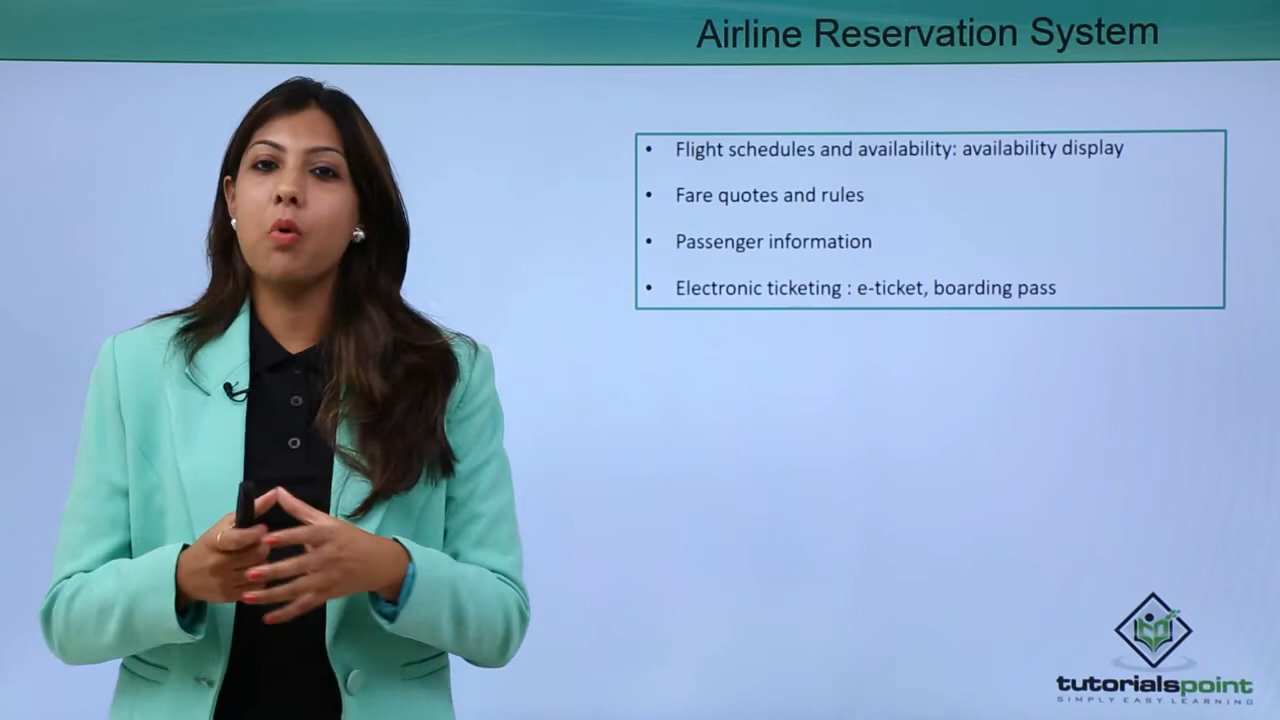 Airline Reservation System
• Flight schedules and availability: availability display
• Fare quotes and rules
• Passenger information
• Electronic ticketing : e-ticket, boarding pass
tutorialspoint
SIMPLY EASY LEARNING